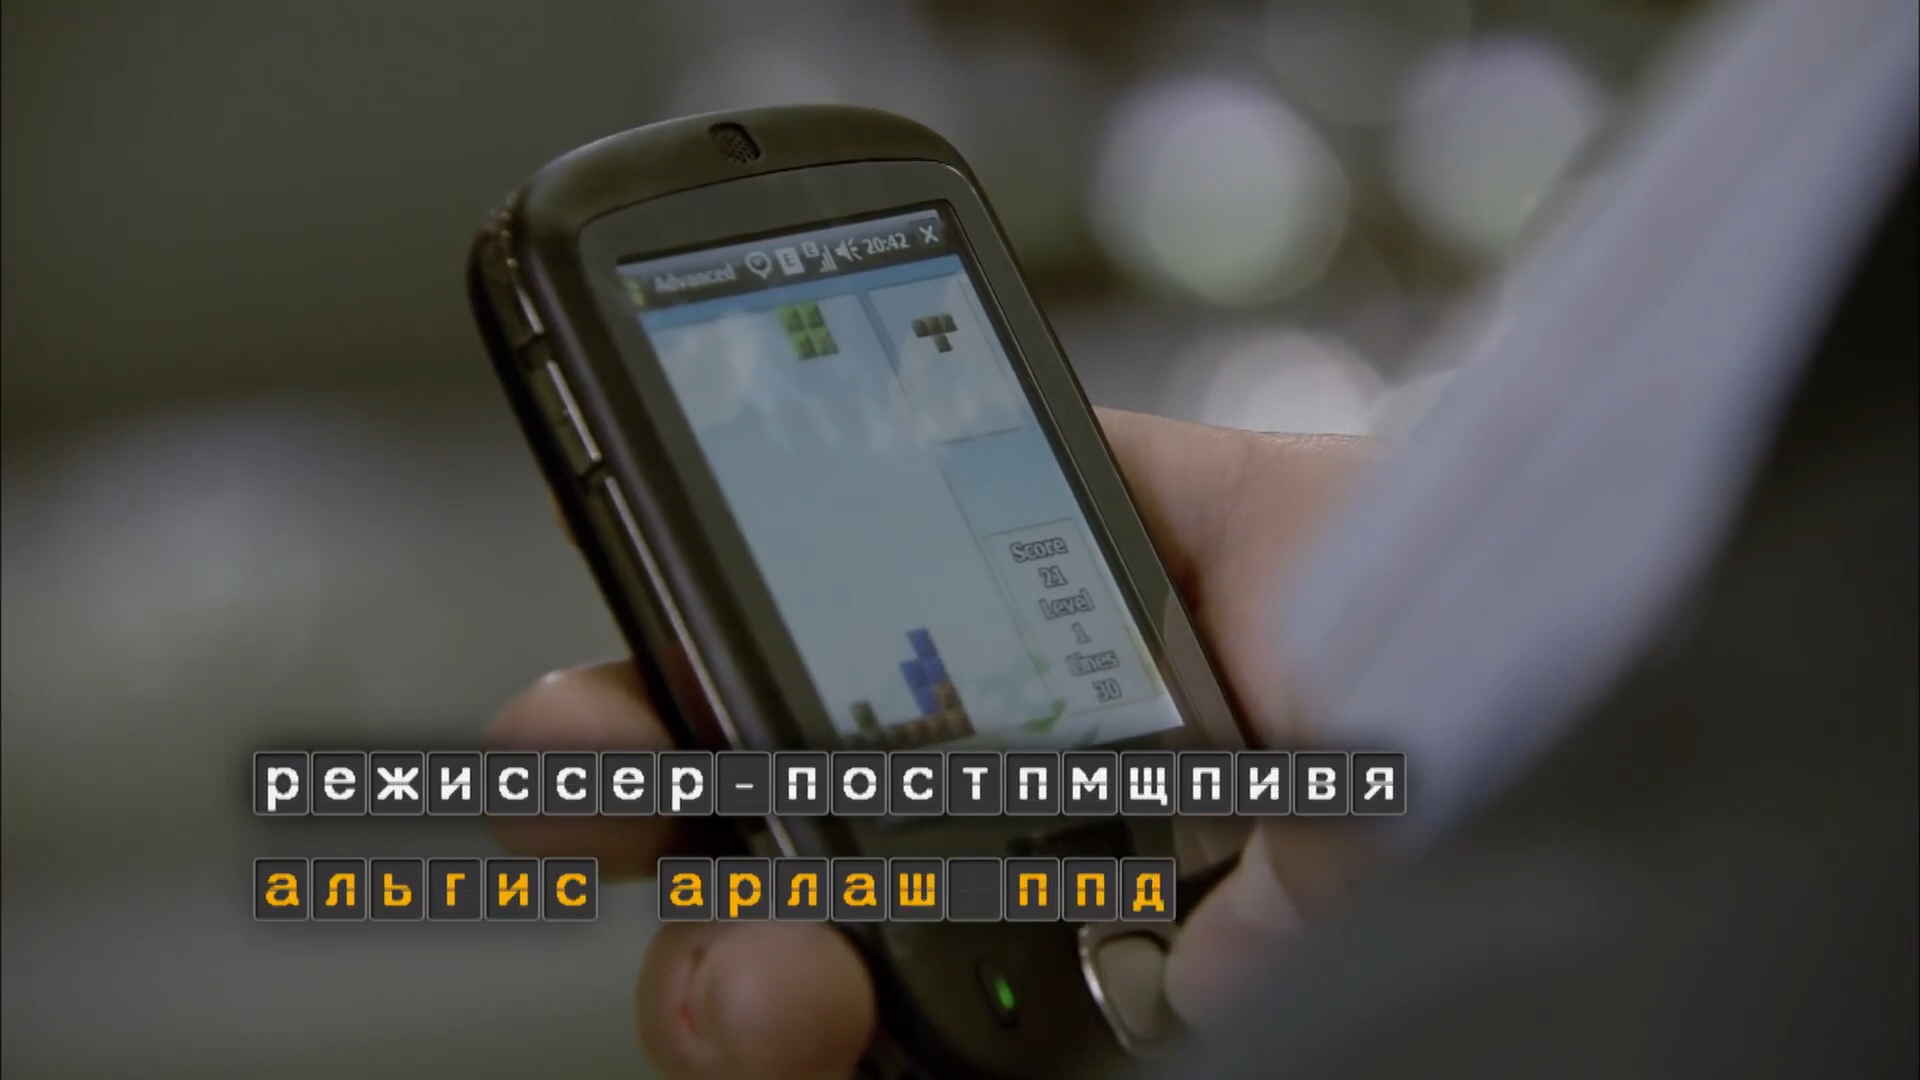 Advanced E E 20:42 X
Score
21
Level
1
Lines
30
режиссер-постпмщпивя
альгис арлаш ппд